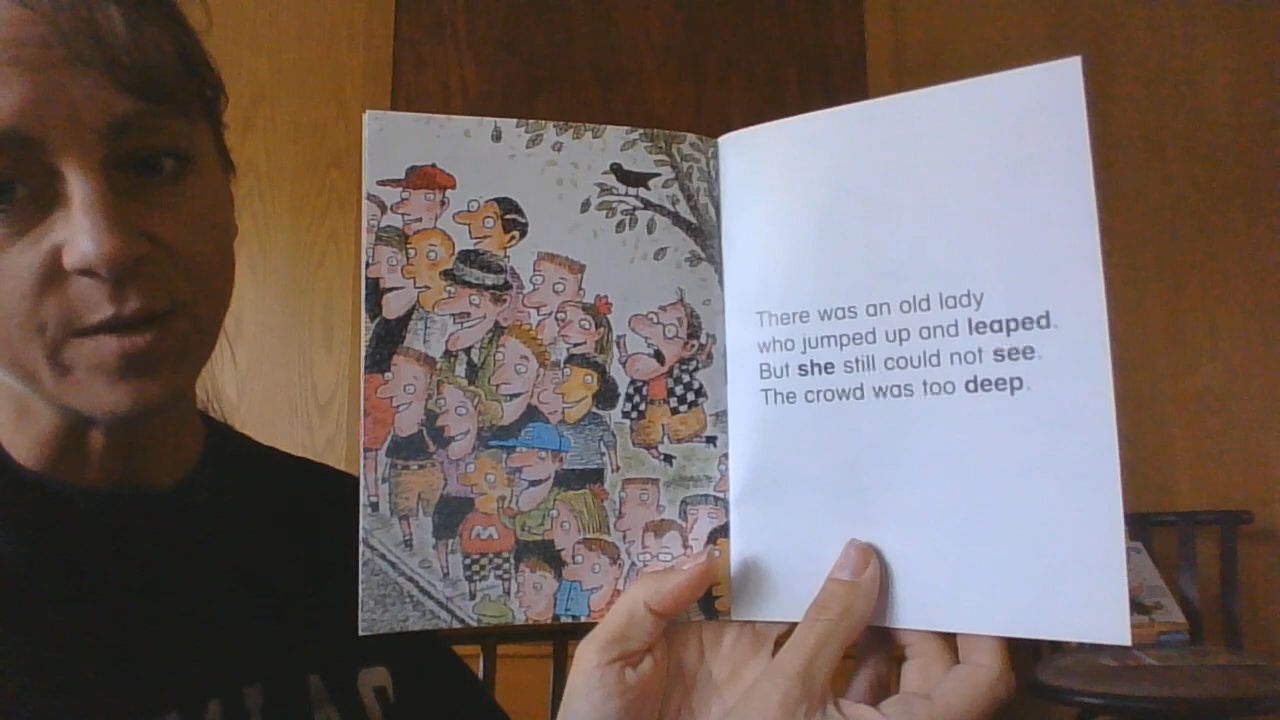 There was an old lady
who jumped up and leaped.
But she still could not see.
The crowd was too deep.
M